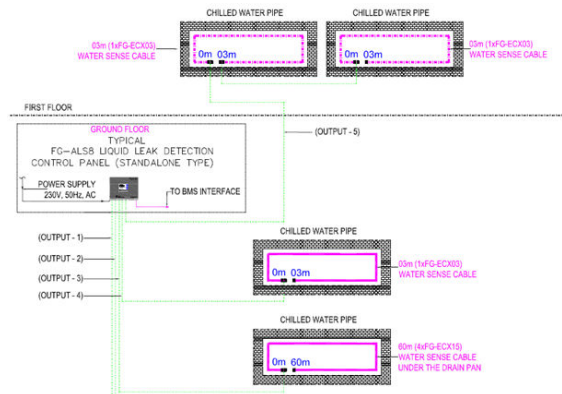 CHILLED WATER PIPE
CHILLED WATER PIPE
03m (1xFG-ECX03)
WATER SENSE CABLE
0m 03m
0m 03m
03m (1xFG-ECX03)
WATER SENSE CABLE
FIRST FLOOR
GROUND FLOOR
TYPICAL
FG-ALS8 LIQUID LEAK DETECTION
CONTROL PANEL (STANDALONE TYPE)
(OUTPUT - 5)
POWER SUPPLY
230V, 50Hz, AC
TO BMS INTERFACE
(OUTPUT - 1)
(OUTPUT - 2)
(OUTPUT - 3)
(OUTPUT - 4)
CHILLED WATER PIPE
0m 03m
03m (1xFG-ECX03)
WATER SENSE CABLE
CHILLED WATER PIPE
0m 60m
60m (4xFG-ECX15)
WATER SENSE CABLE
UNDER THE DRAIN PAN